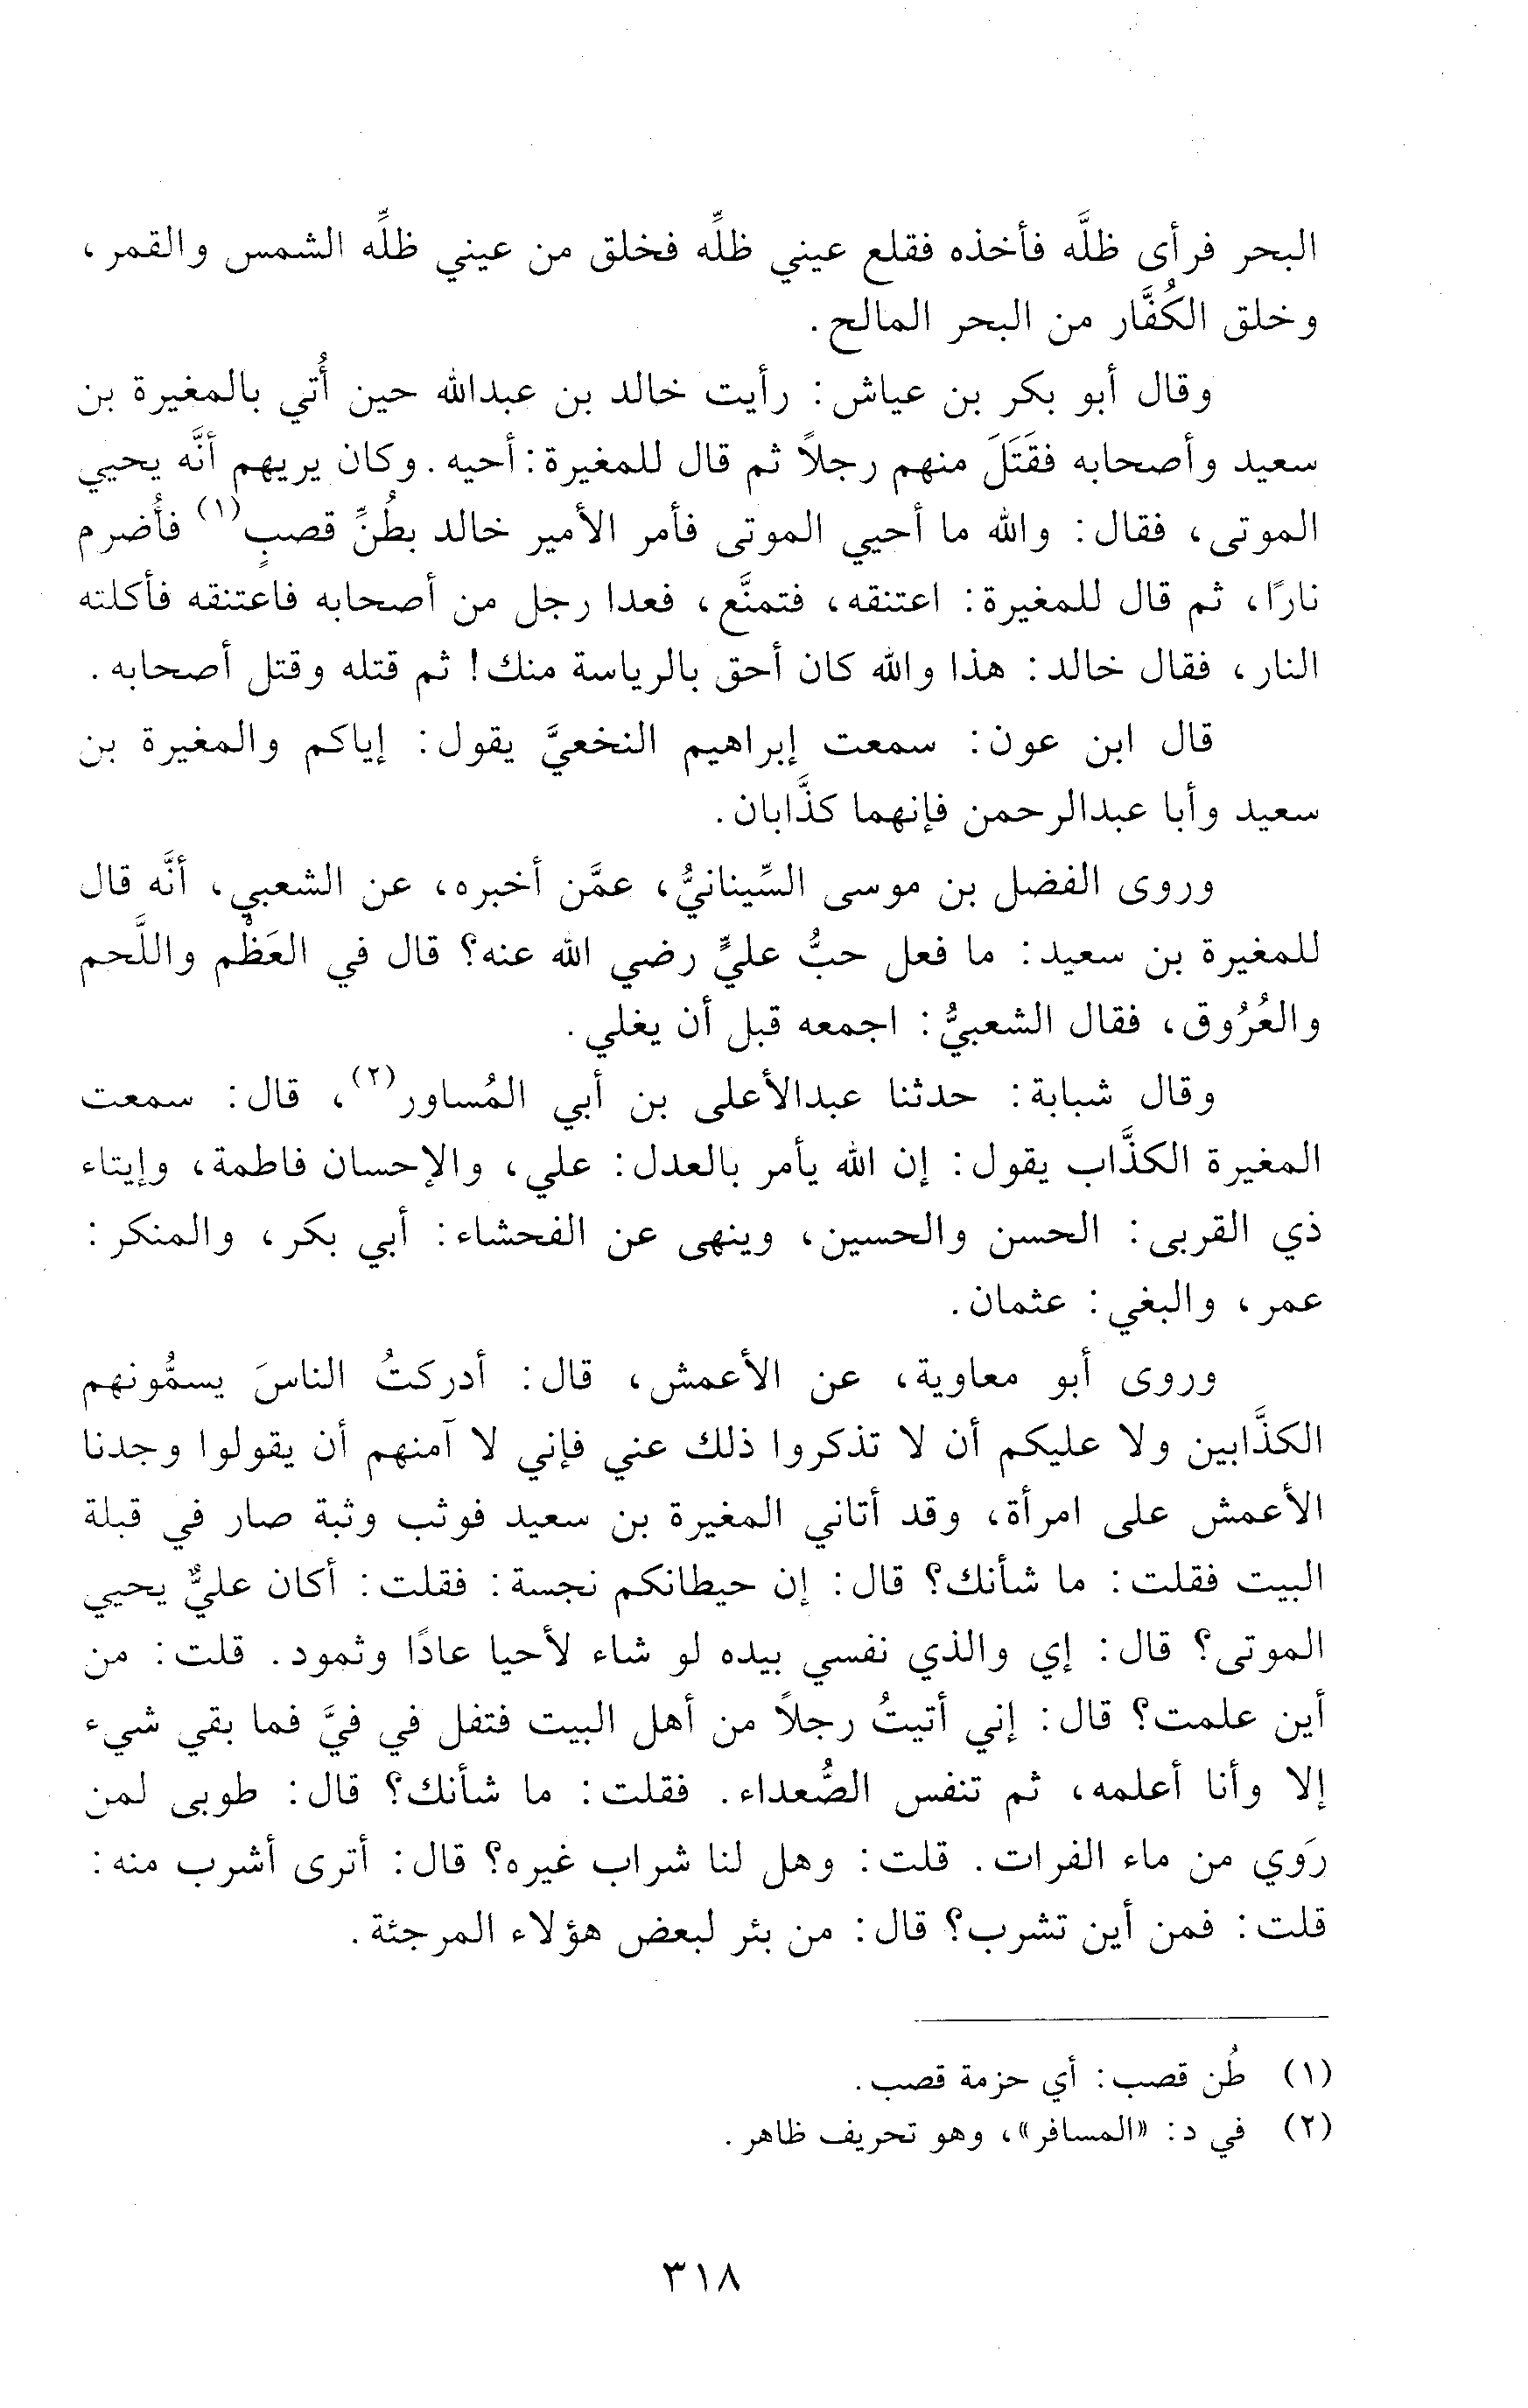 البحر فرأى ظلَّه فأخذه فقلع عيني ظلِّه فخلق من عيني ظلِّه الشمس والقمر،
وخلق الكُفَّار من البحر المالح.
وقال أبو بكر بن عياش: رأيت خالد بن عبدالله حين أُتي بالمغيرة بن
سعيد وأصحابه فقَتَلَ منهم رجلاً ثم قال للمغيرة: أحيه. وكان يريهم أنَّه يحيي
الموتى، فقال: والله ما أحيي الموتى فأمر الأمير خالد بطُنِّ قصبٍ(١) فأُضرم
نارًا، ثم قال للمغيرة: اعتنقه، فتمنَّع، فعدا رجل من أصحابه فاعتنقه فأكلته
النار، فقال خالد: هذا والله كان أحق بالرياسة منك! ثم قتله وقتل أصحابه.
قال ابن عون: سمعت إبراهيم النخعيَّ يقول: إياكم والمغيرة بن
سعيد وأبا عبدالرحمن فإنهما كذَّابان.
وروى الفضل بن موسى السِّينانيُّ، عمَّن أخبره، عن الشعبي، أنَّه قال
للمغيرة بن سعيد: ما فعل حبُّ عليٍّ رضي الله عنه؟ قال في العَظْم واللَّحم
والعُرُوق، فقال الشعبيُّ: اجمعه قبل أن يغلي.
وقال شبابة: حدثنا عبدالأعلى بن أبي المُساور(٢)، قال: سمعت
المغيرة الكذَّاب يقول: إن الله يأمر بالعدل: علي، والإحسان فاطمة، وإيتاء
ذي القربى: الحسن والحسين، وينهى عن الفحشاء: أبي بكر، والمنكر:
عمر، والبغي: عثمان.
وروى أبو معاوية، عن الأعمش، قال: أدركتُ الناسَ يسمُّونهم
الكذَّابين ولا عليكم أن لا تذكروا ذلك عني فإني لا آمنهم أن يقولوا وجدنا
الأعمش على امرأة، وقد أتاني المغيرة بن سعيد فوثب وثبة صار في قبلة
البيت فقلت: ما شأنك؟ قال: إن حيطانكم نجسة: فقلت: أكان عليٌّ يحيي
الموتى؟ قال: إي والذي نفسي بيده لو شاء لأحيا عادًا وثمود. قلت: من
أين علمت؟ قال: إني أتيتُ رجلاً من أهل البيت فتفل في فيَّ فما بقي شيء
إلا وأنا أعلمه، ثم تنفس الصُّعداء. فقلت: ما شأنك؟ قال: طوبى لمن
رَوي من ماء الفرات. قلت: وهل لنا شراب غيره؟ قال: أترى أشرب منه:
قلت: فمن أين تشرب؟ قال: من بئر لبعض هؤلاء المرجئة.
(١) طُن قصب: أي حزمة قصب.
(٢) في د: «المسافر»، وهو تحريف ظاهر.
٣١٨